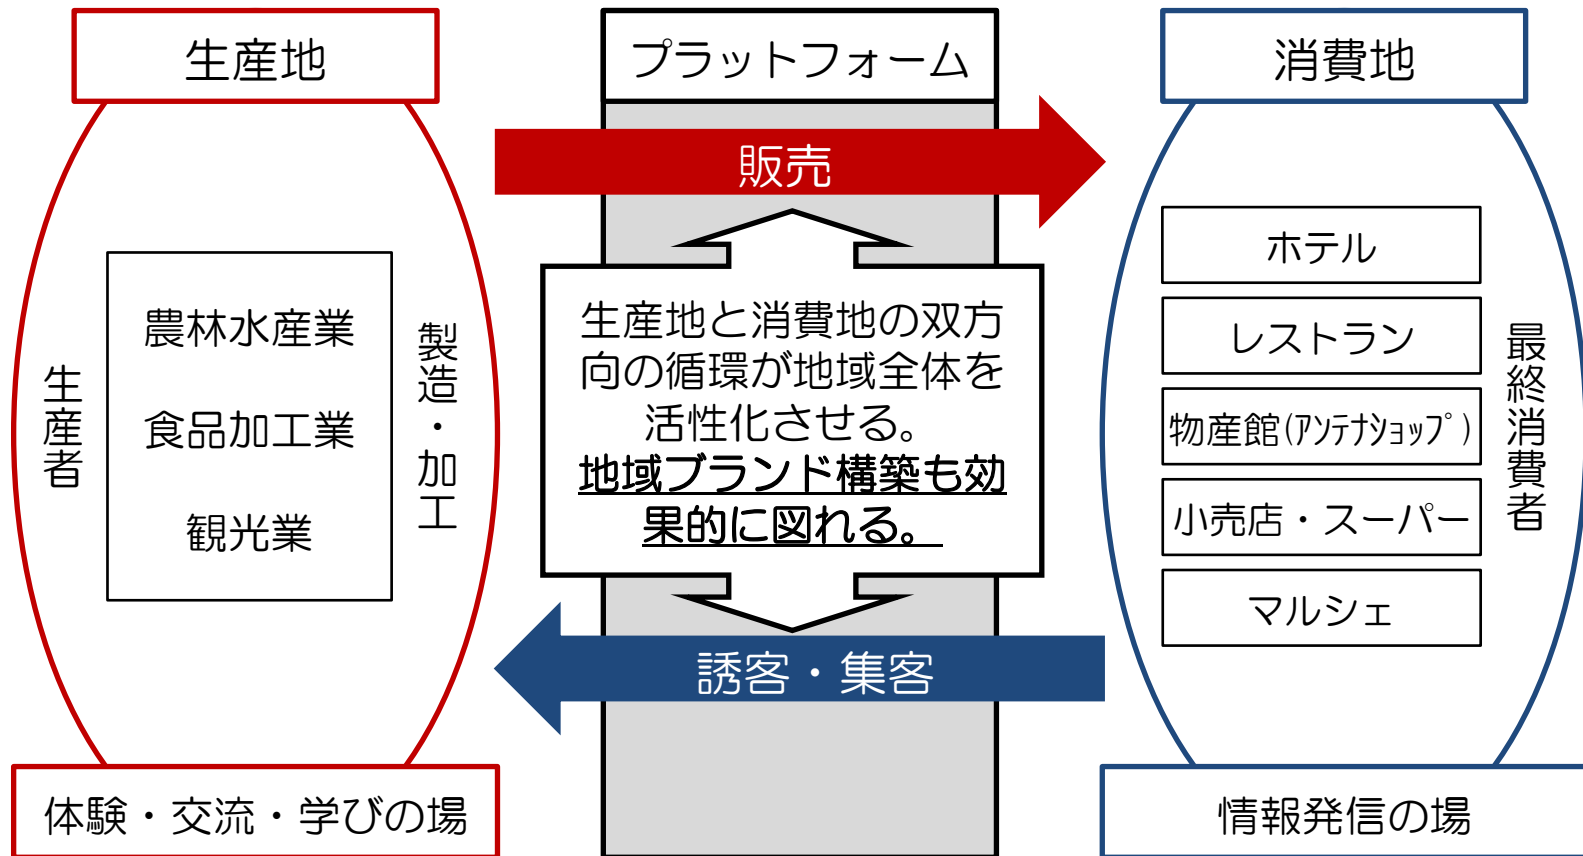 生産地
プラットフォーム
消費地
販売
生産者
農林水産業
食品加工業
観光業
製造・加工
生産地と消費地の双方
向の循環が地域全体を
活性化させる。
地域ブランド構築も効
果的に図れる。
ホテル
レストラン
物産館(ｱﾝﾃﾅｼｮｯﾌﾟ)
小売店・スーパー
マルシェ
最終消費者
誘客・集客
体験・交流・学びの場
情報発信の場